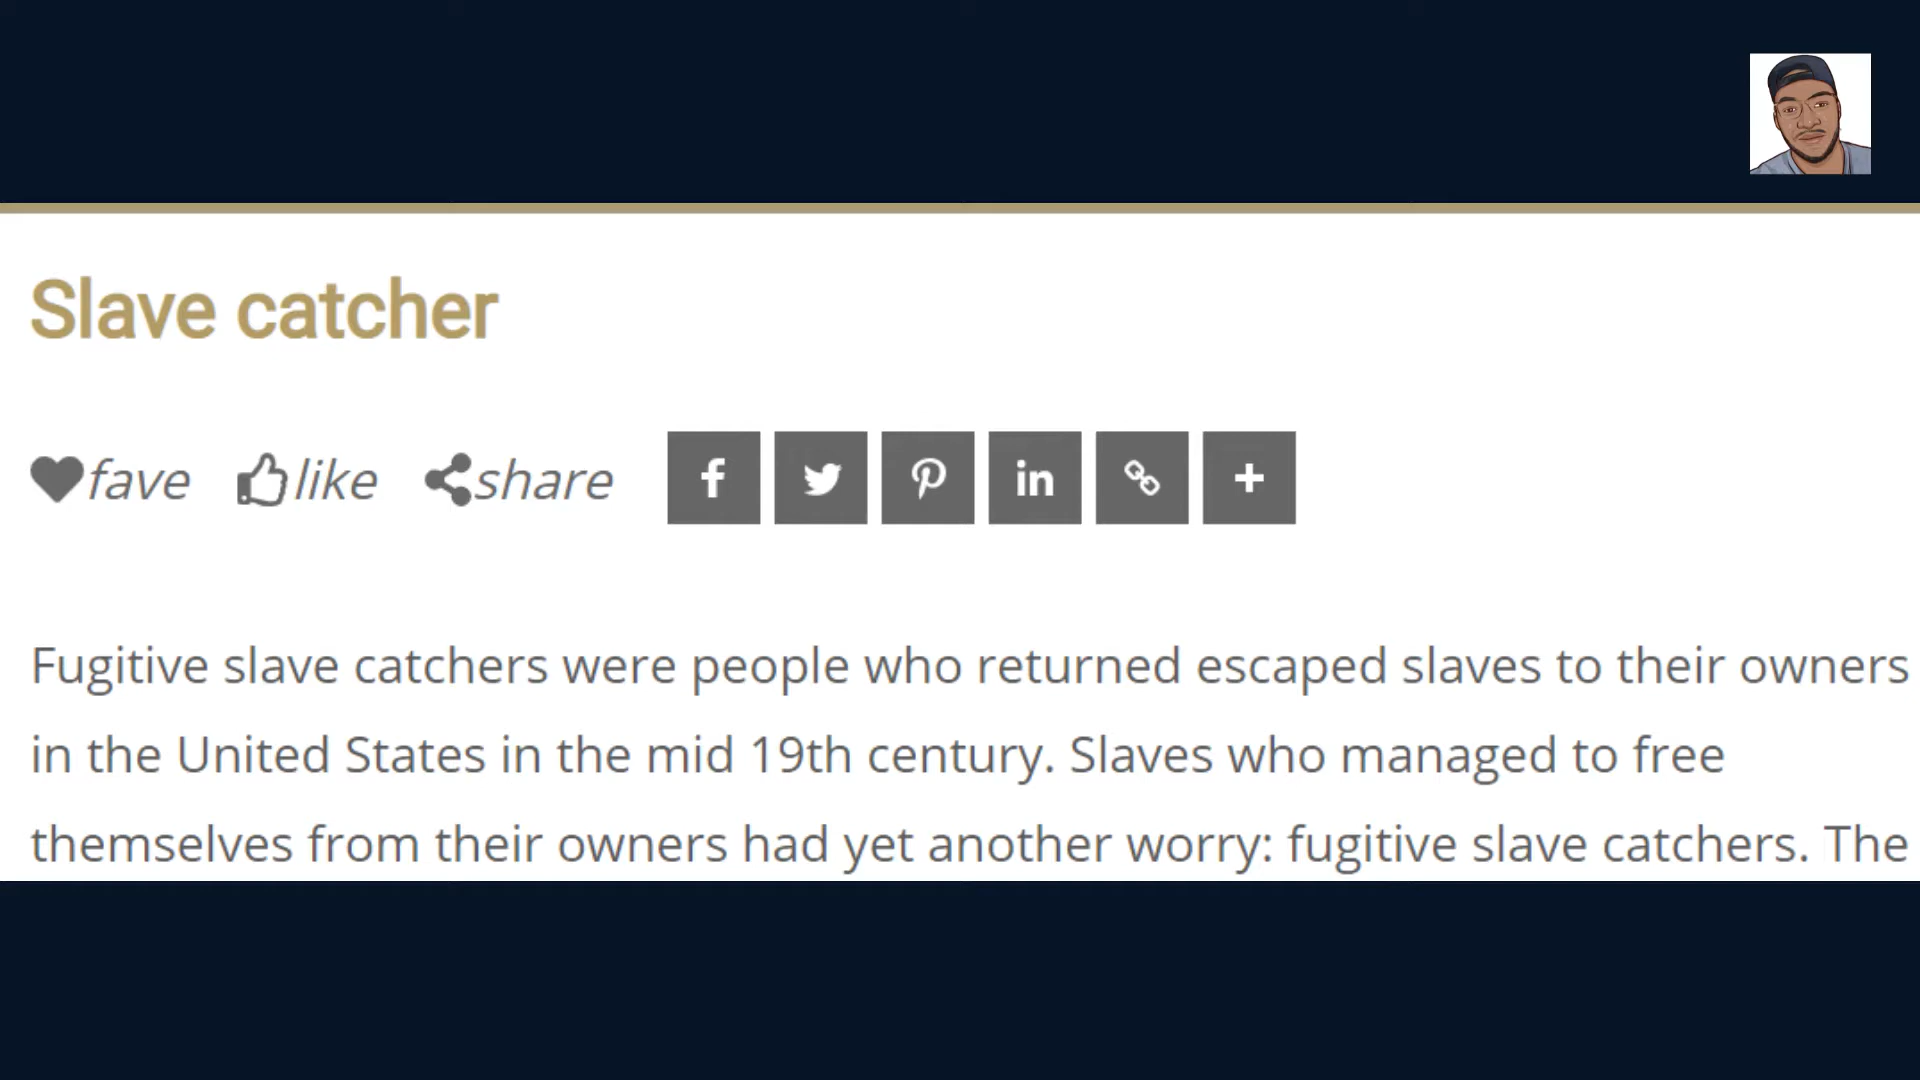 Slave catcher
fave like share
Fugitive slave catchers were people who returned escaped slaves to their owners
in the United States in the mid 19th century. Slaves who managed to free
themselves from their owners had yet another worry: fugitive slave catchers. The